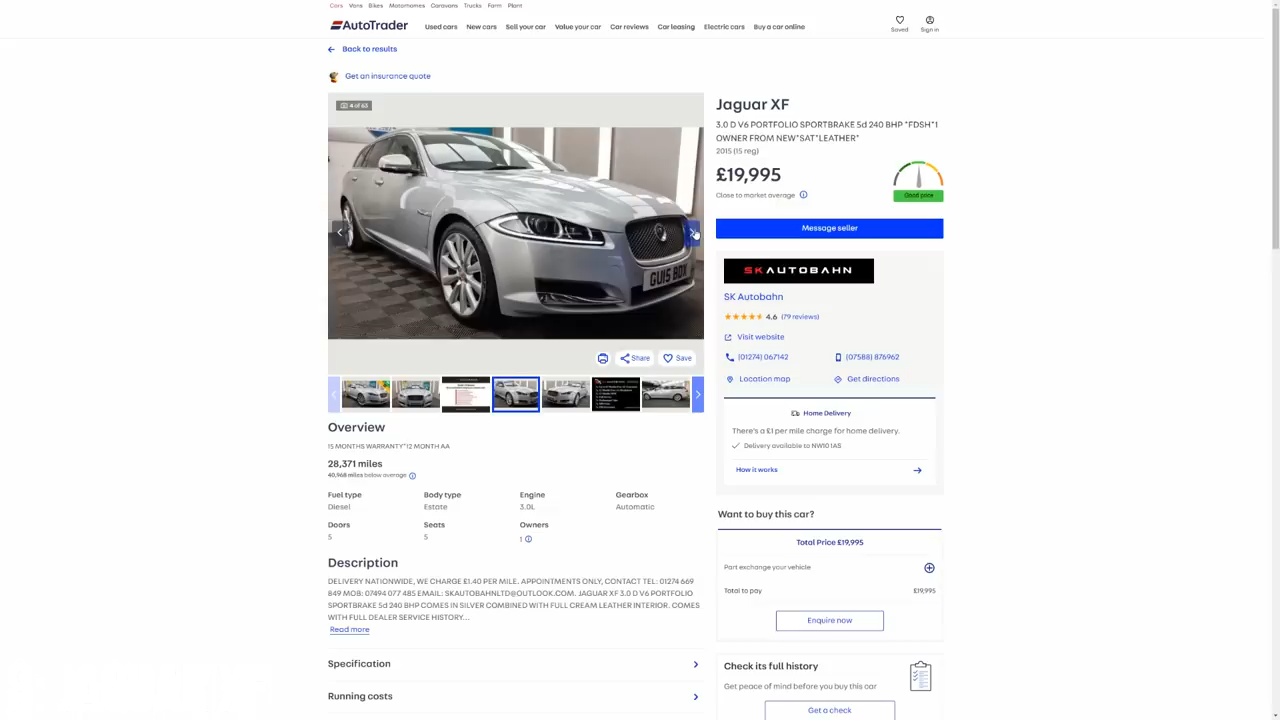 Cars Vans Bikes Motorhomes Caravans Trucks Farm Plant
AutoTrader
Used cars New cars Sell your car Value your car Car reviews Car leasing Electric cars Buy a car online
Saved Sign in
Back to results
Get an insurance quote
4 of 63
GU15 BDX
Share
Save
Overview
15 MONTHS WARRANTY*12 MONTH AA
28,371 miles
40,968 miles below average
Fuel type Body type Engine Gearbox
Diesel Estate 3.0L Automatic
Doors Seats Owners
5 5 1
Description
DELIVERY NATIONWIDE, WE CHARGE £1.40 PER MILE. APPOINTMENTS ONLY, CONTACT TEL: 01274 669
849 MOB: 07494 077 485 EMAIL: SKAUTOBAHNLTD@OUTLOOK.COM. JAGUAR XF 3.0 D V6 PORTFOLIO
SPORTBRAKE 5d 240 BHP COMES IN SILVER COMBINED WITH FULL CREAM LEATHER INTERIOR. COMES
WITH FULL DEALER SERVICE HISTORY...
Read more
Specification
Running costs
Jaguar XF
3.0 D V6 PORTFOLIO SPORTBRAKE 5d 240 BHP *FDSH*1
OWNER FROM NEW*SAT*LEATHER*
2015 (15 reg)
£19,995
Close to market average
Good price
Message seller
SKAUTOBAHN
SK Autobahn
4.6 (79 reviews)
Visit website
(01274) 067142 (07588) 876962
Location map Get directions
Home Delivery
There's a £1 per mile charge for home delivery.
Delivery available to NW10 1AS
How it works
Want to buy this car?
Total Price £19,995
Part exchange your vehicle
Total to pay £19,995
Enquire now
Check its full history
Get peace of mind before you buy this car
Get a check